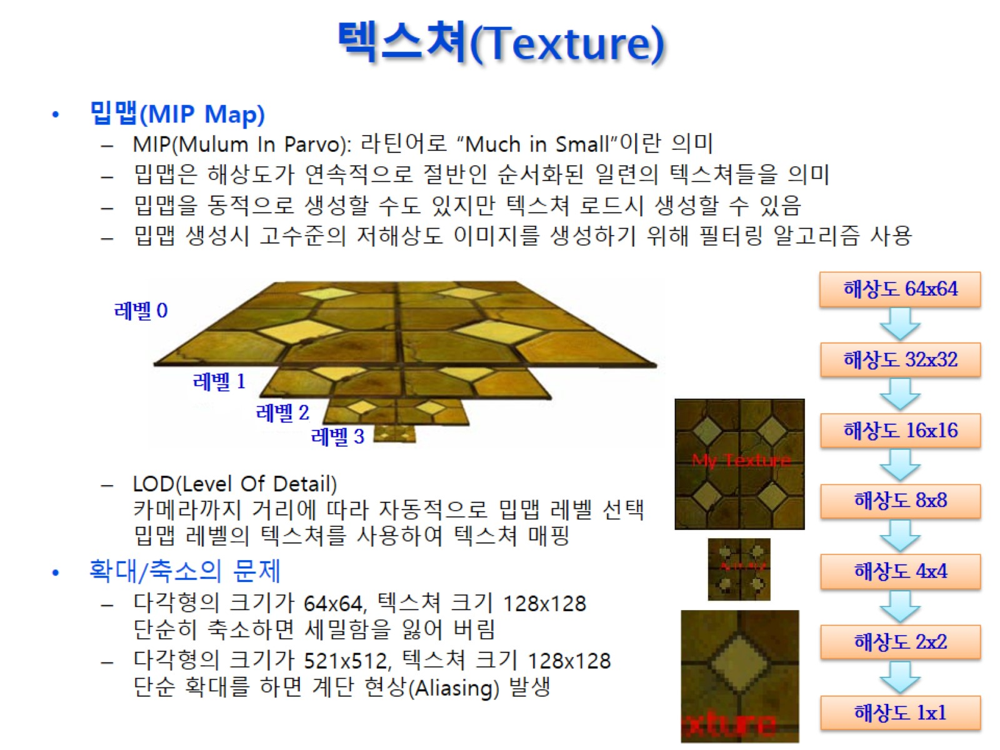 텍스쳐(Texture)
• 밉맵(MIP Map)
– MIP(Mulum In Parvo): 라틴어로 “Much in Small”이란 의미
– 밉맵은 해상도가 연속적으로 절반인 순서화된 일련의 텍스쳐들을 의미
– 밉맵을 동적으로 생성할 수도 있지만 텍스쳐 로드시 생성할 수 있음
– 밉맵 생성시 고수준의 저해상도 이미지를 생성하기 위해 필터링 알고리즘 사용
레벨 0
레벨 1
레벨 2
레벨 3
– LOD(Level Of Detail)
카메라까지 거리에 따라 자동적으로 밉맵 레벨 선택
밉맵 레벨의 텍스쳐를 사용하여 텍스쳐 매핑
• 확대/축소의 문제
– 다각형의 크기가 64x64, 텍스쳐 크기 128x128
단순히 축소하면 세밀함을 잃어 버림
– 다각형의 크기가 521x512, 텍스쳐 크기 128x128
단순 확대를 하면 계단 현상(Aliasing) 발생
My Texture
xture
해상도 64x64
해상도 32x32
해상도 16x16
해상도 8x8
해상도 4x4
해상도 2x2
해상도 1x1